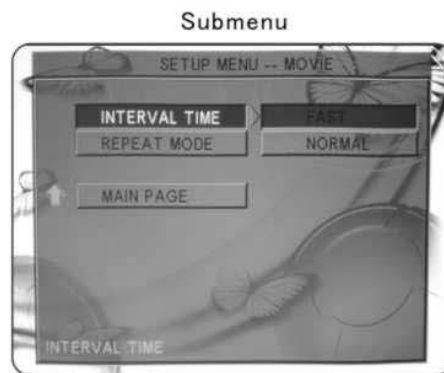 Submenu
SETUP MENU -- MOVIE
INTERVAL TIME FAST
REPEAT MODE NORMAL
MAIN PAGE
INTERVAL TIME